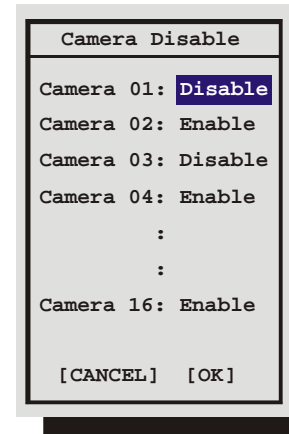 Camera Disable
Camera 01: Disable
Camera 02: Enable
Camera 03: Disable
Camera 04: Enable
:
:
Camera 16: Enable
[CANCEL] [OK]